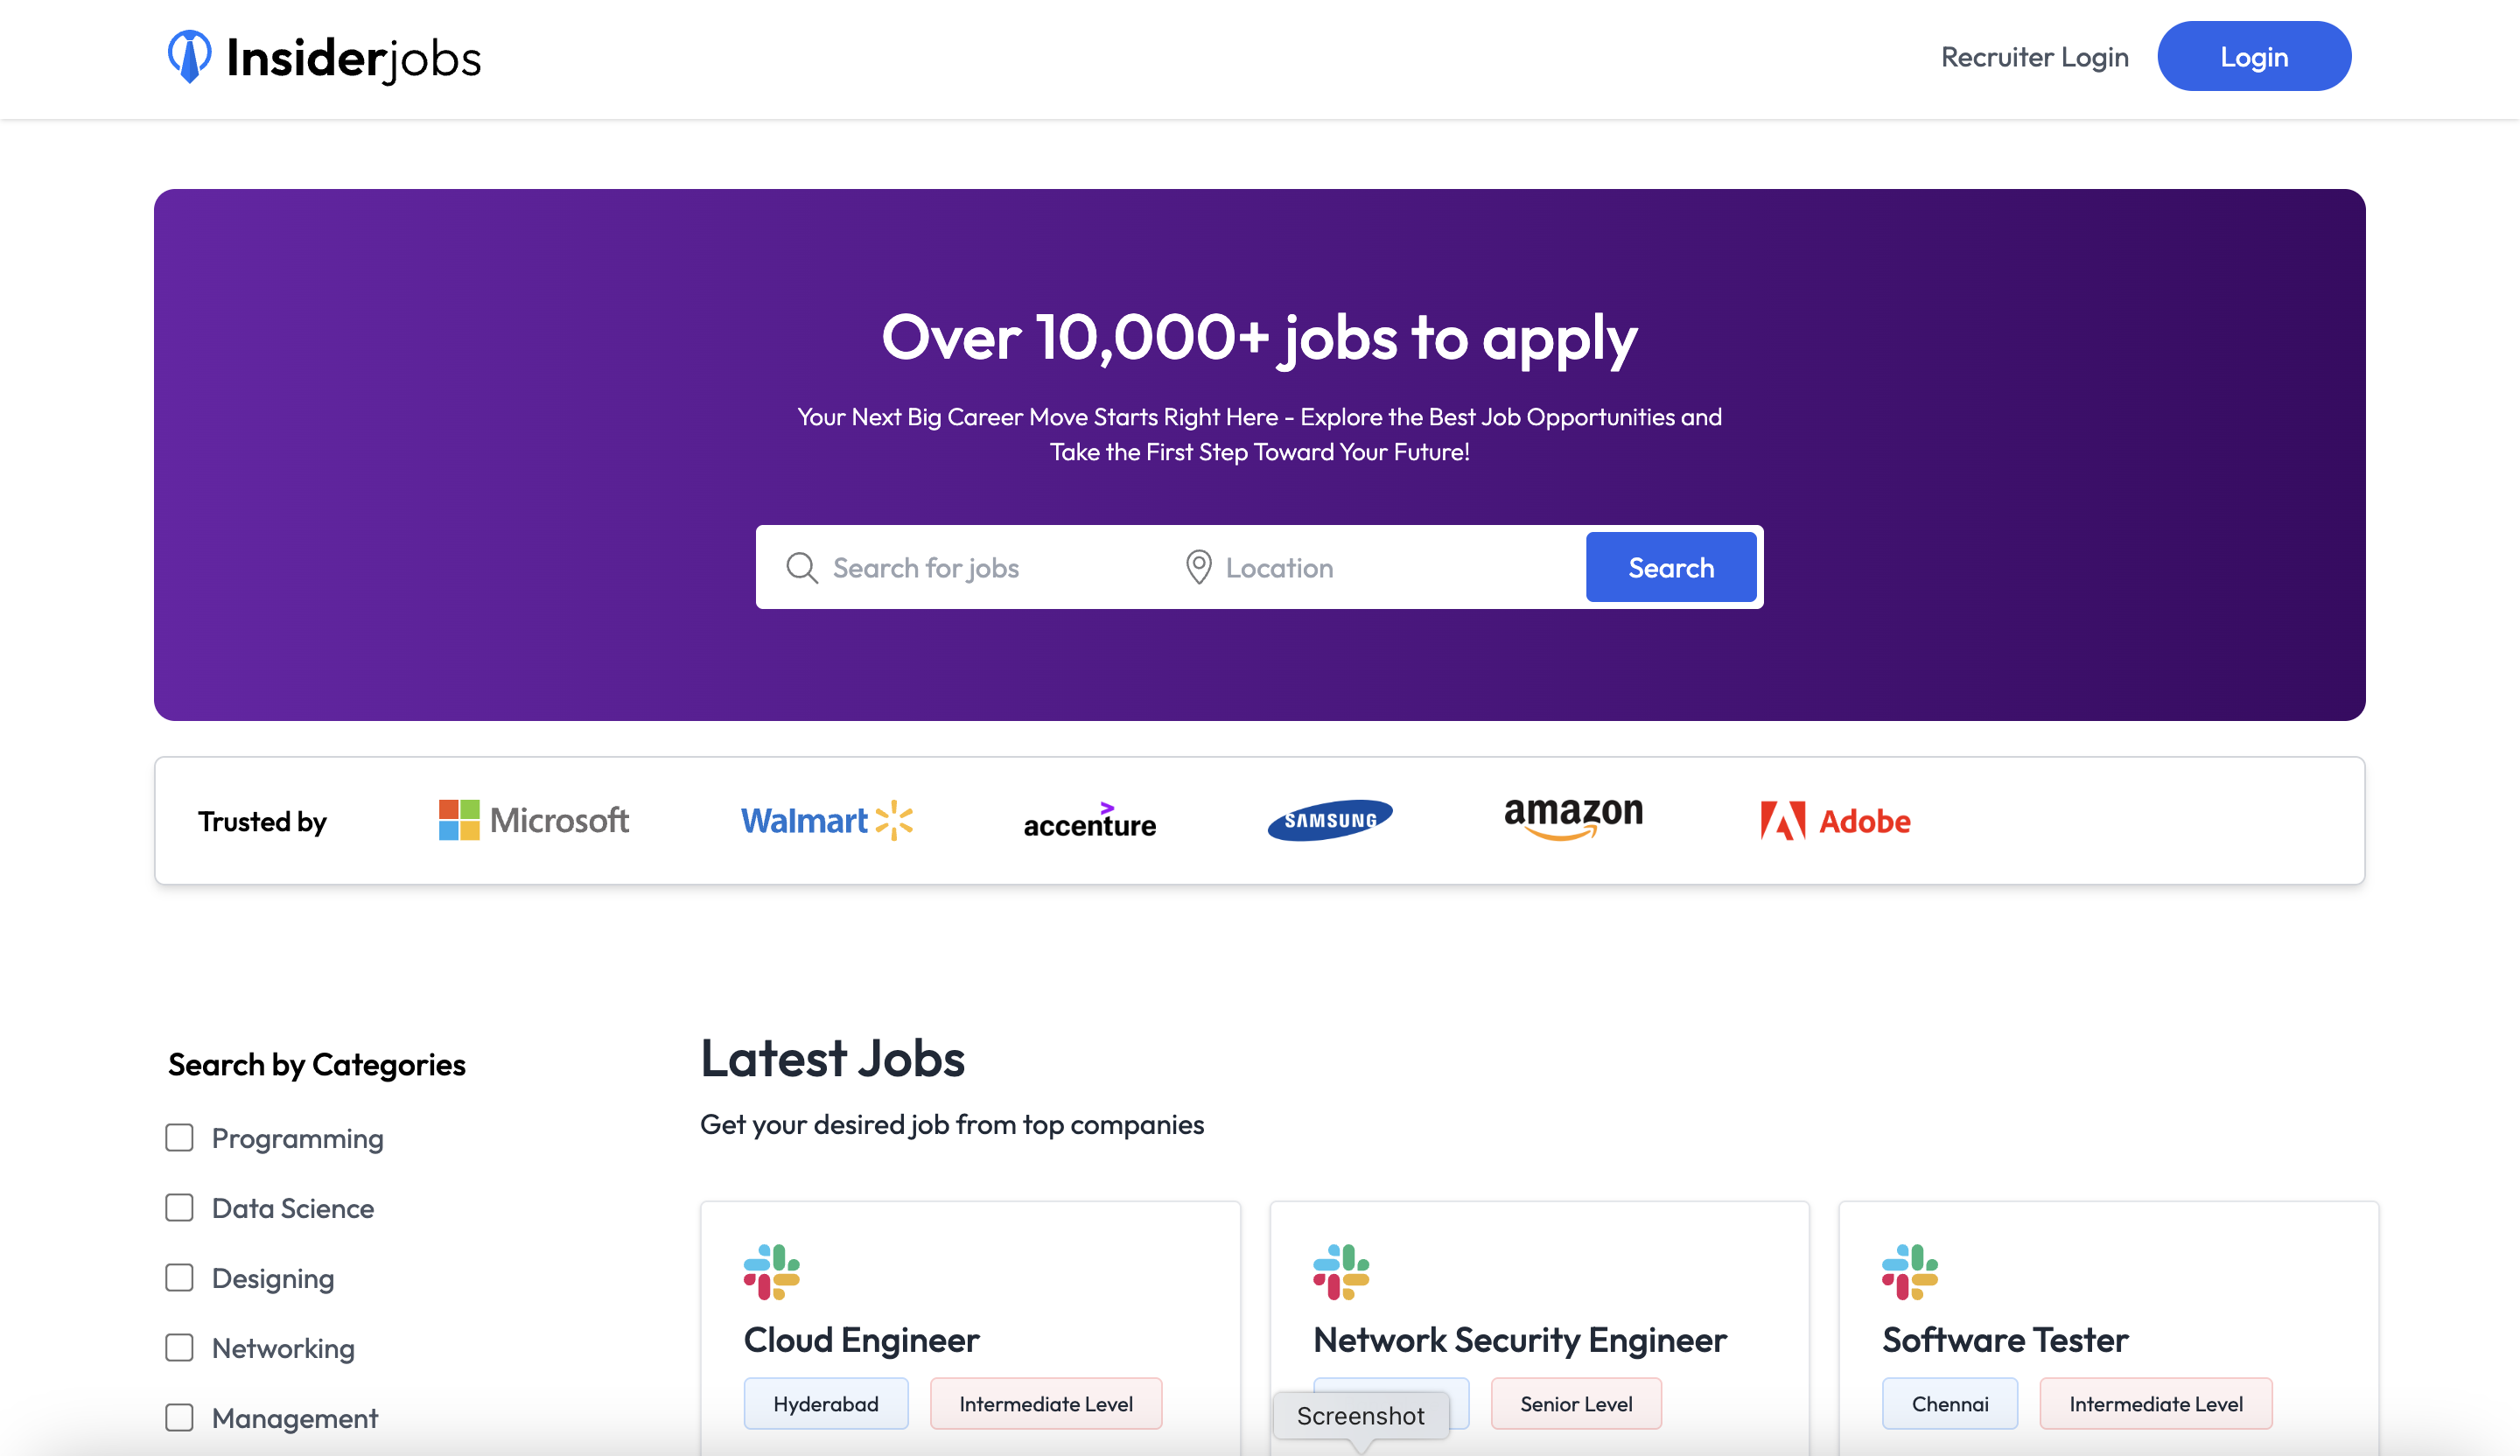 Insiderjobs
Recruiter Login
Login
Over 10,000+ jobs to apply
Your Next Big Career Move Starts Right Here - Explore the Best Job Opportunities and
Take the First Step Toward Your Future!
Search for jobs
Location
Search
Trusted by
Microsoft
Walmart
accenture
SAMSUNG
amazon
Adobe
Search by Categories
Programming
Data Science
Designing
Networking
Management
Latest Jobs
Get your desired job from top companies
Cloud Engineer
Hyderabad
Intermediate Level
Network Security Engineer
Senior Level
Screenshot
Software Tester
Chennai
Intermediate Level